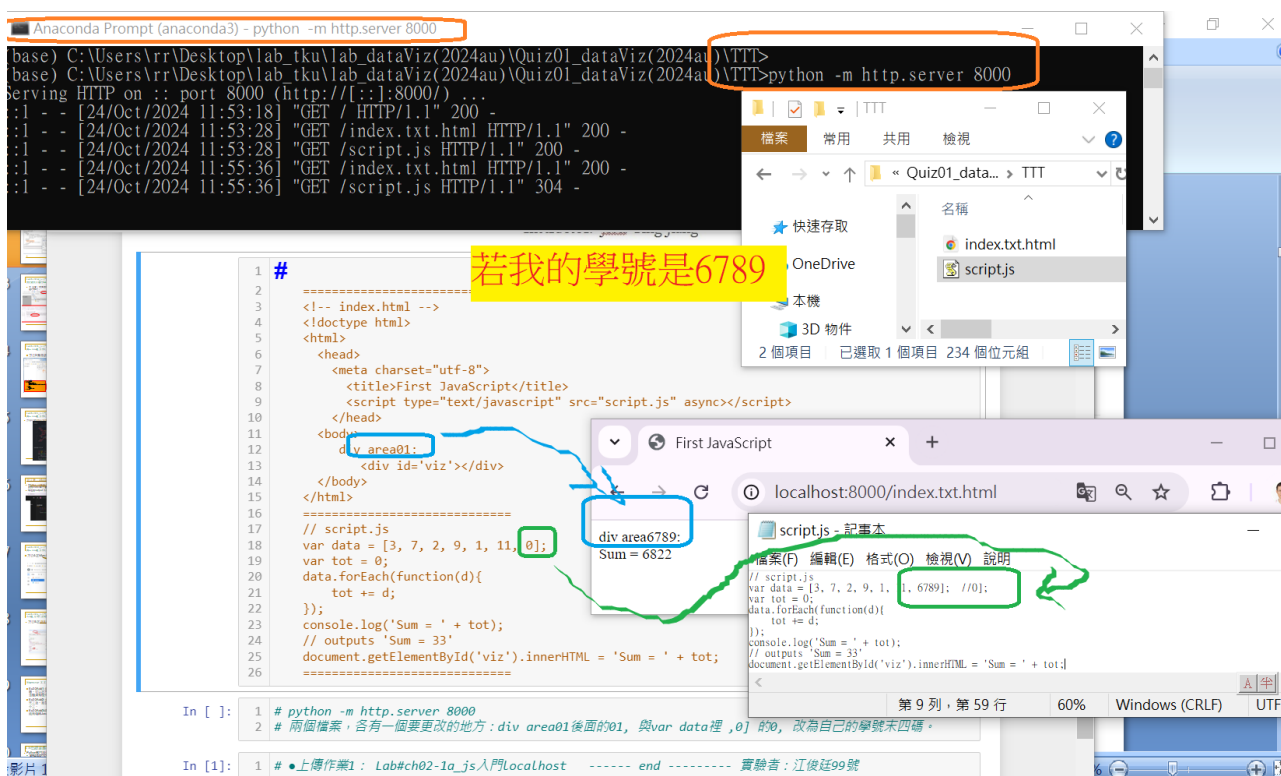 Anaconda Prompt (anaconda3) - python -m http.server 8000
(base) C:\Users\rr\Desktop\lab_tku\lab_dataViz(2024au)\Quiz01_dataViz(2024au)\TTT>
(base) C:\Users\rr\Desktop\lab_tku\lab_dataViz(2024au)\Quiz01_dataViz(2024au)\TTT>python -m http.server 8000
Serving HTTP on :: port 8000 (http://[::]:8000/) ...
::1 - - [24/Oct/2024 11:53:18] "GET / HTTP/1.1" 200 -
::1 - - [24/Oct/2024 11:53:28] "GET /index.txt.html HTTP/1.1" 200 -
::1 - - [24/Oct/2024 11:53:28] "GET /script.js HTTP/1.1" 200 -
::1 - - [24/Oct/2024 11:55:36] "GET /index.txt.html HTTP/1.1" 200 -
::1 - - [24/Oct/2024 11:55:36] "GET /script.js HTTP/1.1" 304 -
TTT
檔案 常用 共用 檢視
« Quiz01_data... › TTT
名稱
快速存取
index.txt.html
OneDrive
script.js
本機
3D 物件
2 個項目 已選取 1 個項目 234 個位元組
若我的學號是6789
1 #
2 =============================
3 <!-- index.html -->
4 <!doctype html>
5 <html>
6 <head>
7 <meta charset="utf-8">
8 <title>First JavaScript</title>
9 <script type="text/javascript" src="script.js" async></script>
10 </head>
11 <body>
12 div area01:
13 <div id='viz'></div>
14 </body>
15 </html>
16 =============================
17 // script.js
18 var data = [3, 7, 2, 9, 1, 11, 0];
19 var tot = 0;
20 data.forEach(function(d){
21 tot += d;
22 });
23 console.log('Sum = ' + tot);
24 // outputs 'Sum = 33'
25 document.getElementById('viz').innerHTML = 'Sum = ' + tot;
26 =============================
First JavaScript
localhost:8000/index.txt.html
div area6789:
Sum = 6822
script.js - 記事本
檔案(F) 編輯(E) 格式(O) 檢視(V) 說明
// script.js
var data = [3, 7, 2, 9, 1, 11, 6789]; //0];
var tot = 0;
data.forEach(function(d){
tot += d;
});
console.log('Sum = ' + tot);
// outputs 'Sum = 33'
document.getElementById('viz').innerHTML = 'Sum = ' + tot;
A 半
第 9 列，第 59 行 60% Windows (CRLF) UTF
In [ ]: 1 # python -m http.server 8000
2 # 兩個檔案，各有一個要更改的地方：div area01後面的01, 與var data裡 ,0] 的0, 改為自己的學號末四碼。
In [1]: 1 # ●上傳作業1： Lab#ch02-1a_js入門localhost ------ end --------- 實驗者：江俊廷99號
影片 1